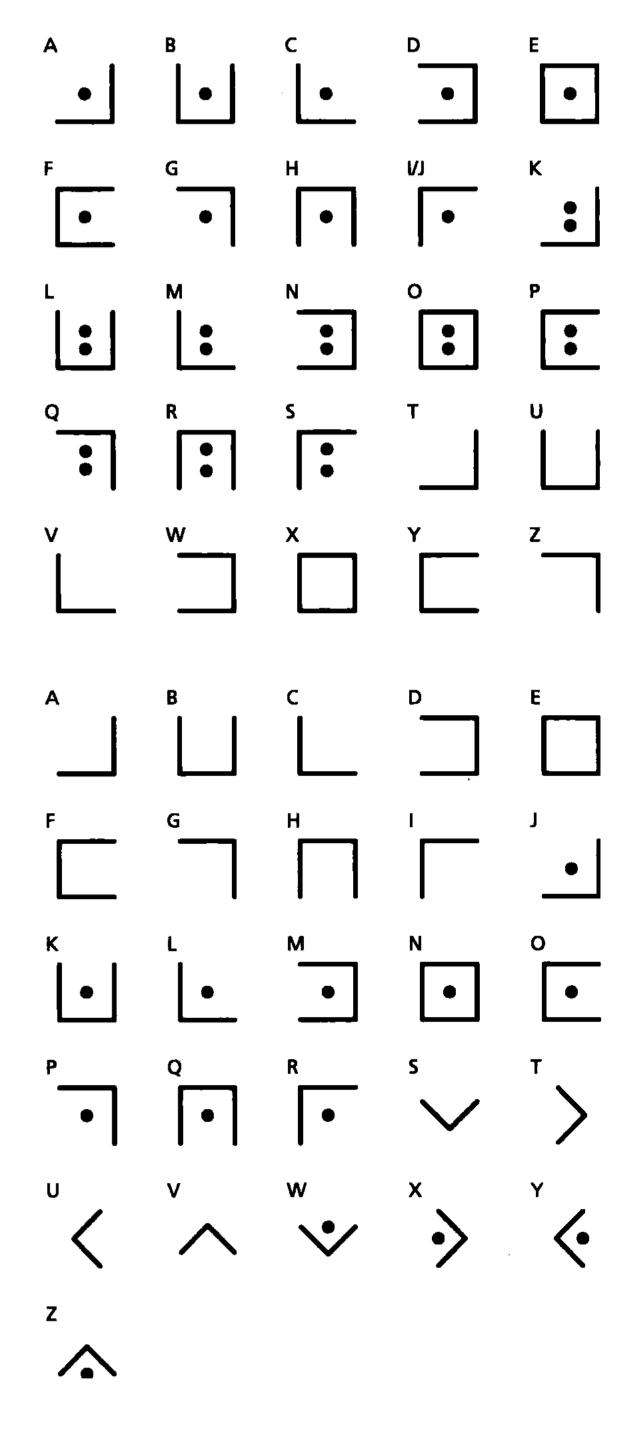 A B C D E
F G H I/J K
L M N O P
Q R S T U
V W X Y Z
A B C D E
F G H I J
K L M N O
P Q R S T
U V W X Y
Z